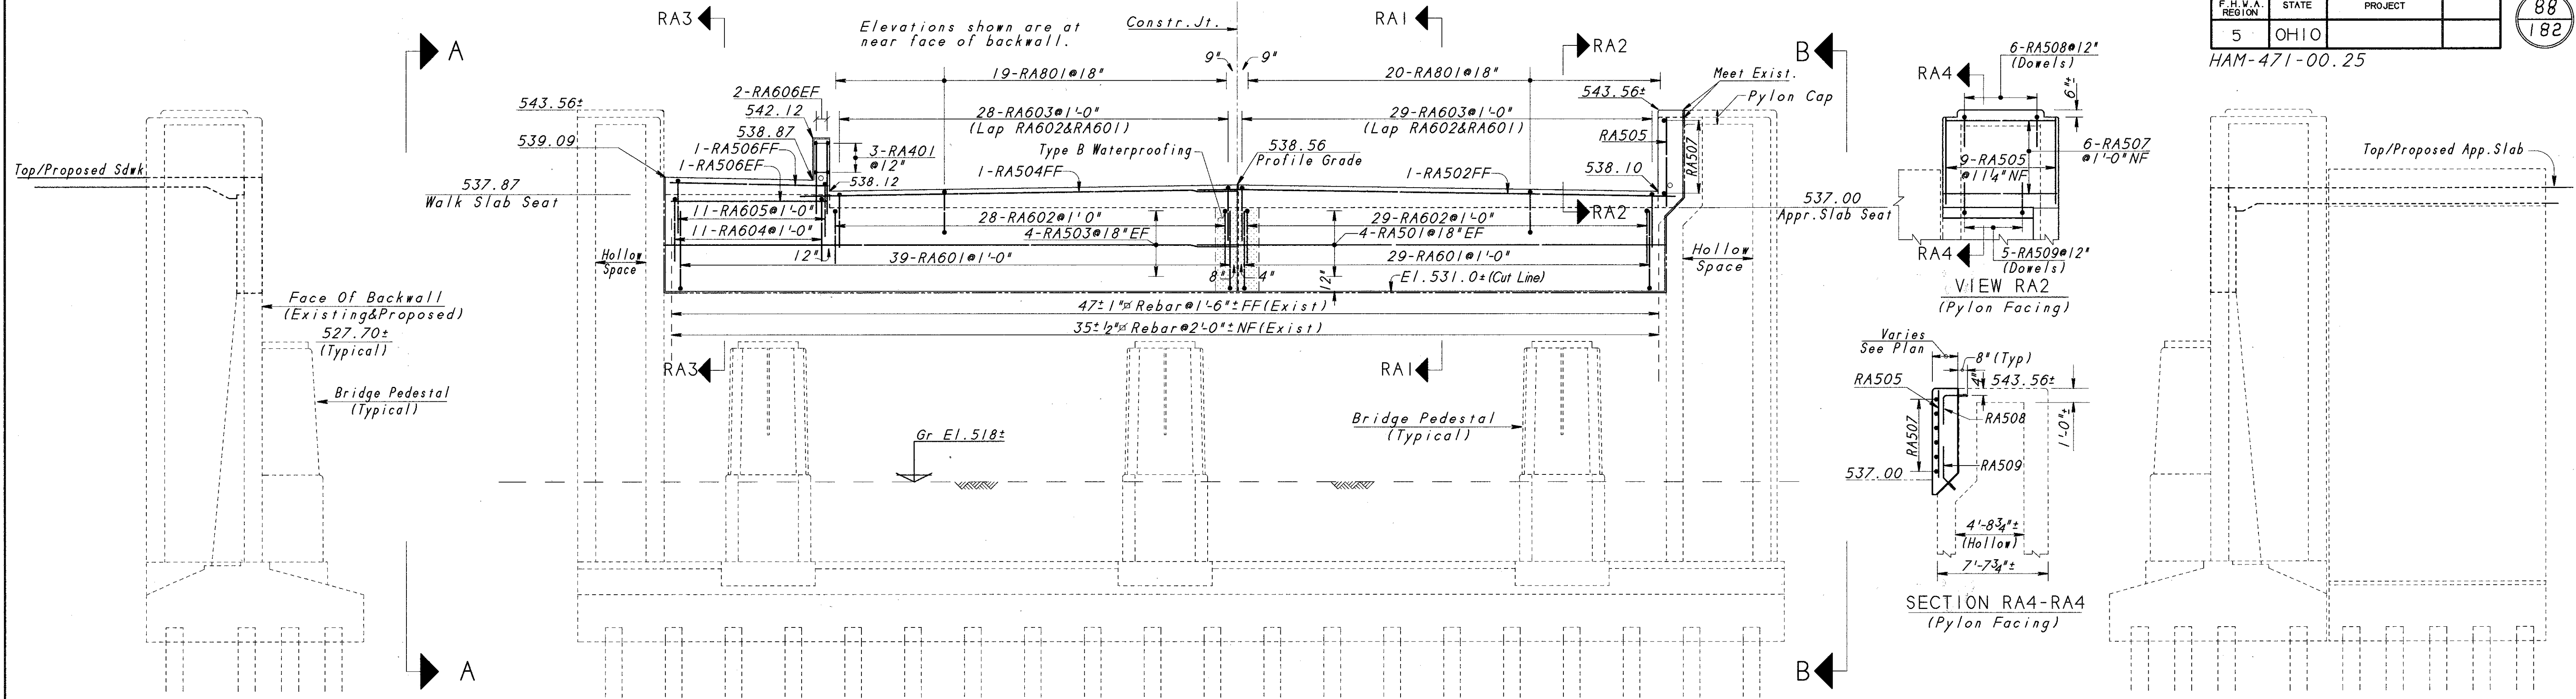 F.H.W.A.
REGION
STATE
PROJECT
5
OHIO
88
182
HAM-471-00.25
A
A
Top/Proposed Sdwk
Face Of Backwall
(Existing&Proposed)
527.70±
(Typical)
Bridge Pedestal
(Typical)
537.87
Walk Slab Seat
RA3
Elevations shown are at
near face of backwall.
Constr.Jt.
9"
9"
RA1
RA2
B
19-RA801@18"
20-RA801@18"
Meet Exist.
Pylon Cap
2-RA606EF
542.12
543.56±
543.56±
28-RA603@1'-0"
(Lap RA602&RA601)
29-RA603@1'-0"
(Lap RA602&RA601)
538.87
539.09
1-RA506FF
1-RA506EF
3-RA401
@12"
Type B Waterproofing
538.56
Profile Grade
RA505
RA507
538.12
1-RA504FF
1-RA502FF
538.10
537.00
Appr.Slab Seat
RA2
11-RA605@1'-0"
11-RA604@1'-0"
28-RA602@1'0"
29-RA602@1'-0"
4-RA503@18"EF
4-RA501@18"EF
Hollow
Space
12"
39-RA601@1'-0"
8"
4"
29-RA601@1'-0"
12"
Hollow
Space
El.531.0±(Cut Line)
47±1"⌀ Rebar@1'-6"±FF(Exist)
35±½"⌀ Rebar@2'-0"±NF(Exist)
RA3
RA1
Bridge Pedestal
(Typical)
Gr El.518±
B
6-RA508@12"
(Dowels)
RA4
6"±
9-RA505
@11¼"NF
6-RA507
@1'-0"NF
RA4
5-RA509@12"
(Dowels)
VIEW RA2
(Pylon Facing)
Varies
See Plan
8"(Typ)
4"
543.56±
RA505
RA508
RA507
RA509
1'-0"±
537.00
4'-8¾"±
(Hollow)
7'-7¾"±
SECTION RA4-RA4
(Pylon Facing)
Top/Proposed App.Slab